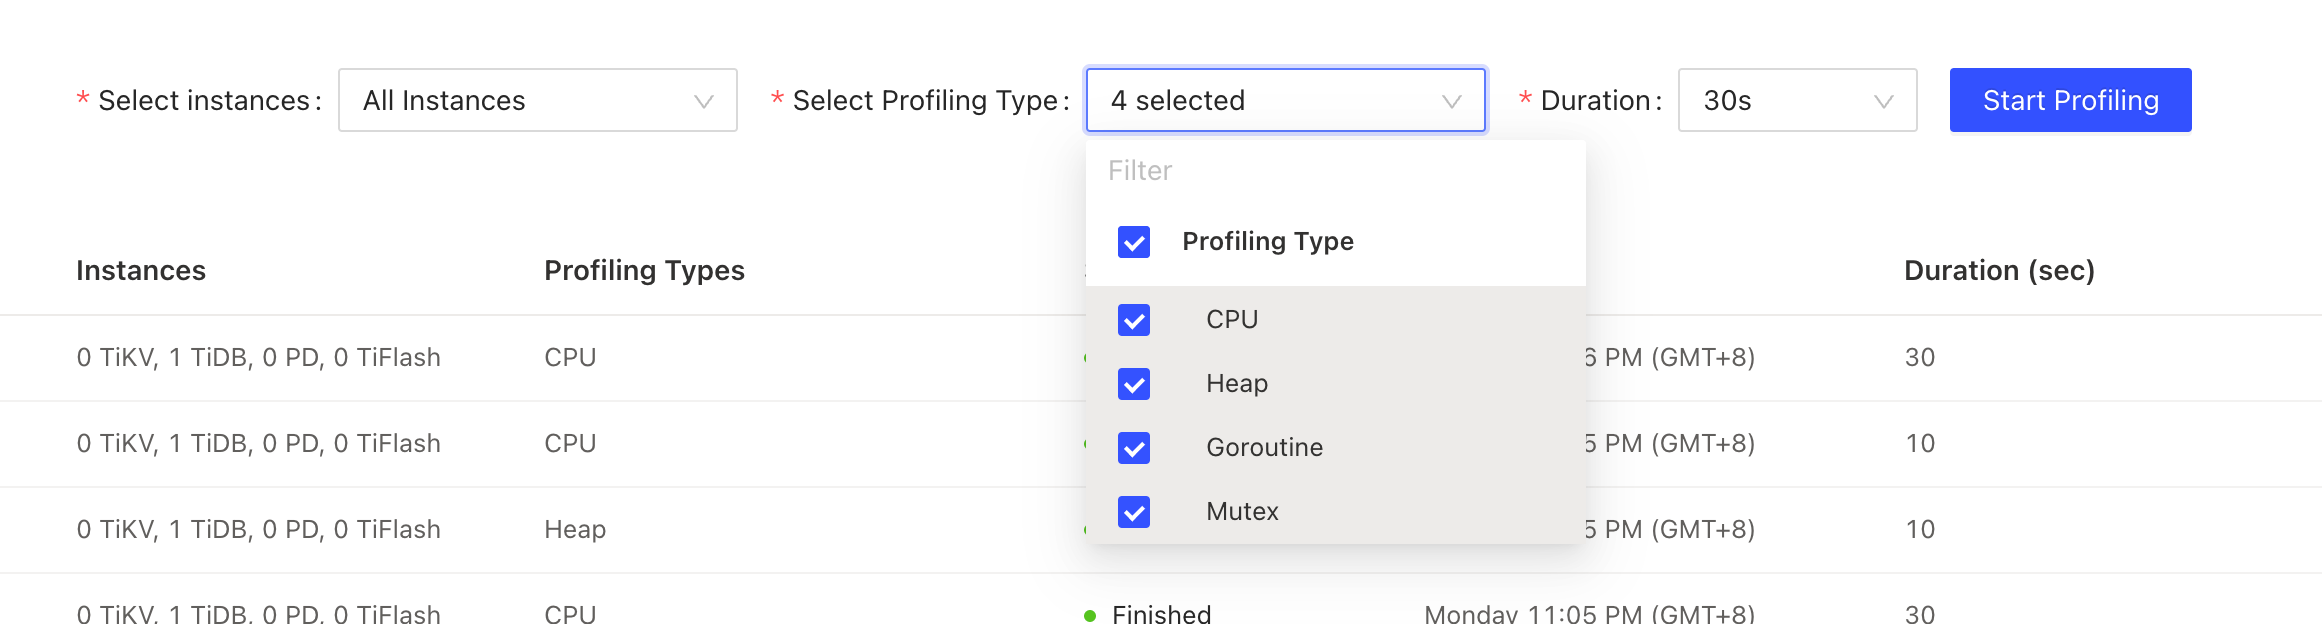 * Select instances: All Instances * Select Profiling Type: 4 selected * Duration: 30s Start Profiling
Filter
Profiling Type
Instances Profiling Types Duration (sec)
CPU
0 TiKV, 1 TiDB, 0 PD, 0 TiFlash CPU 6 PM (GMT+8) 30
Heap
0 TiKV, 1 TiDB, 0 PD, 0 TiFlash CPU 5 PM (GMT+8) 10
Goroutine
Mutex
0 TiKV, 1 TiDB, 0 PD, 0 TiFlash Heap 5 PM (GMT+8) 10
0 TiKV, 1 TiDB, 0 PD, 0 TiFlash CPU Finished Monday 11:05 PM (GMT+8) 30